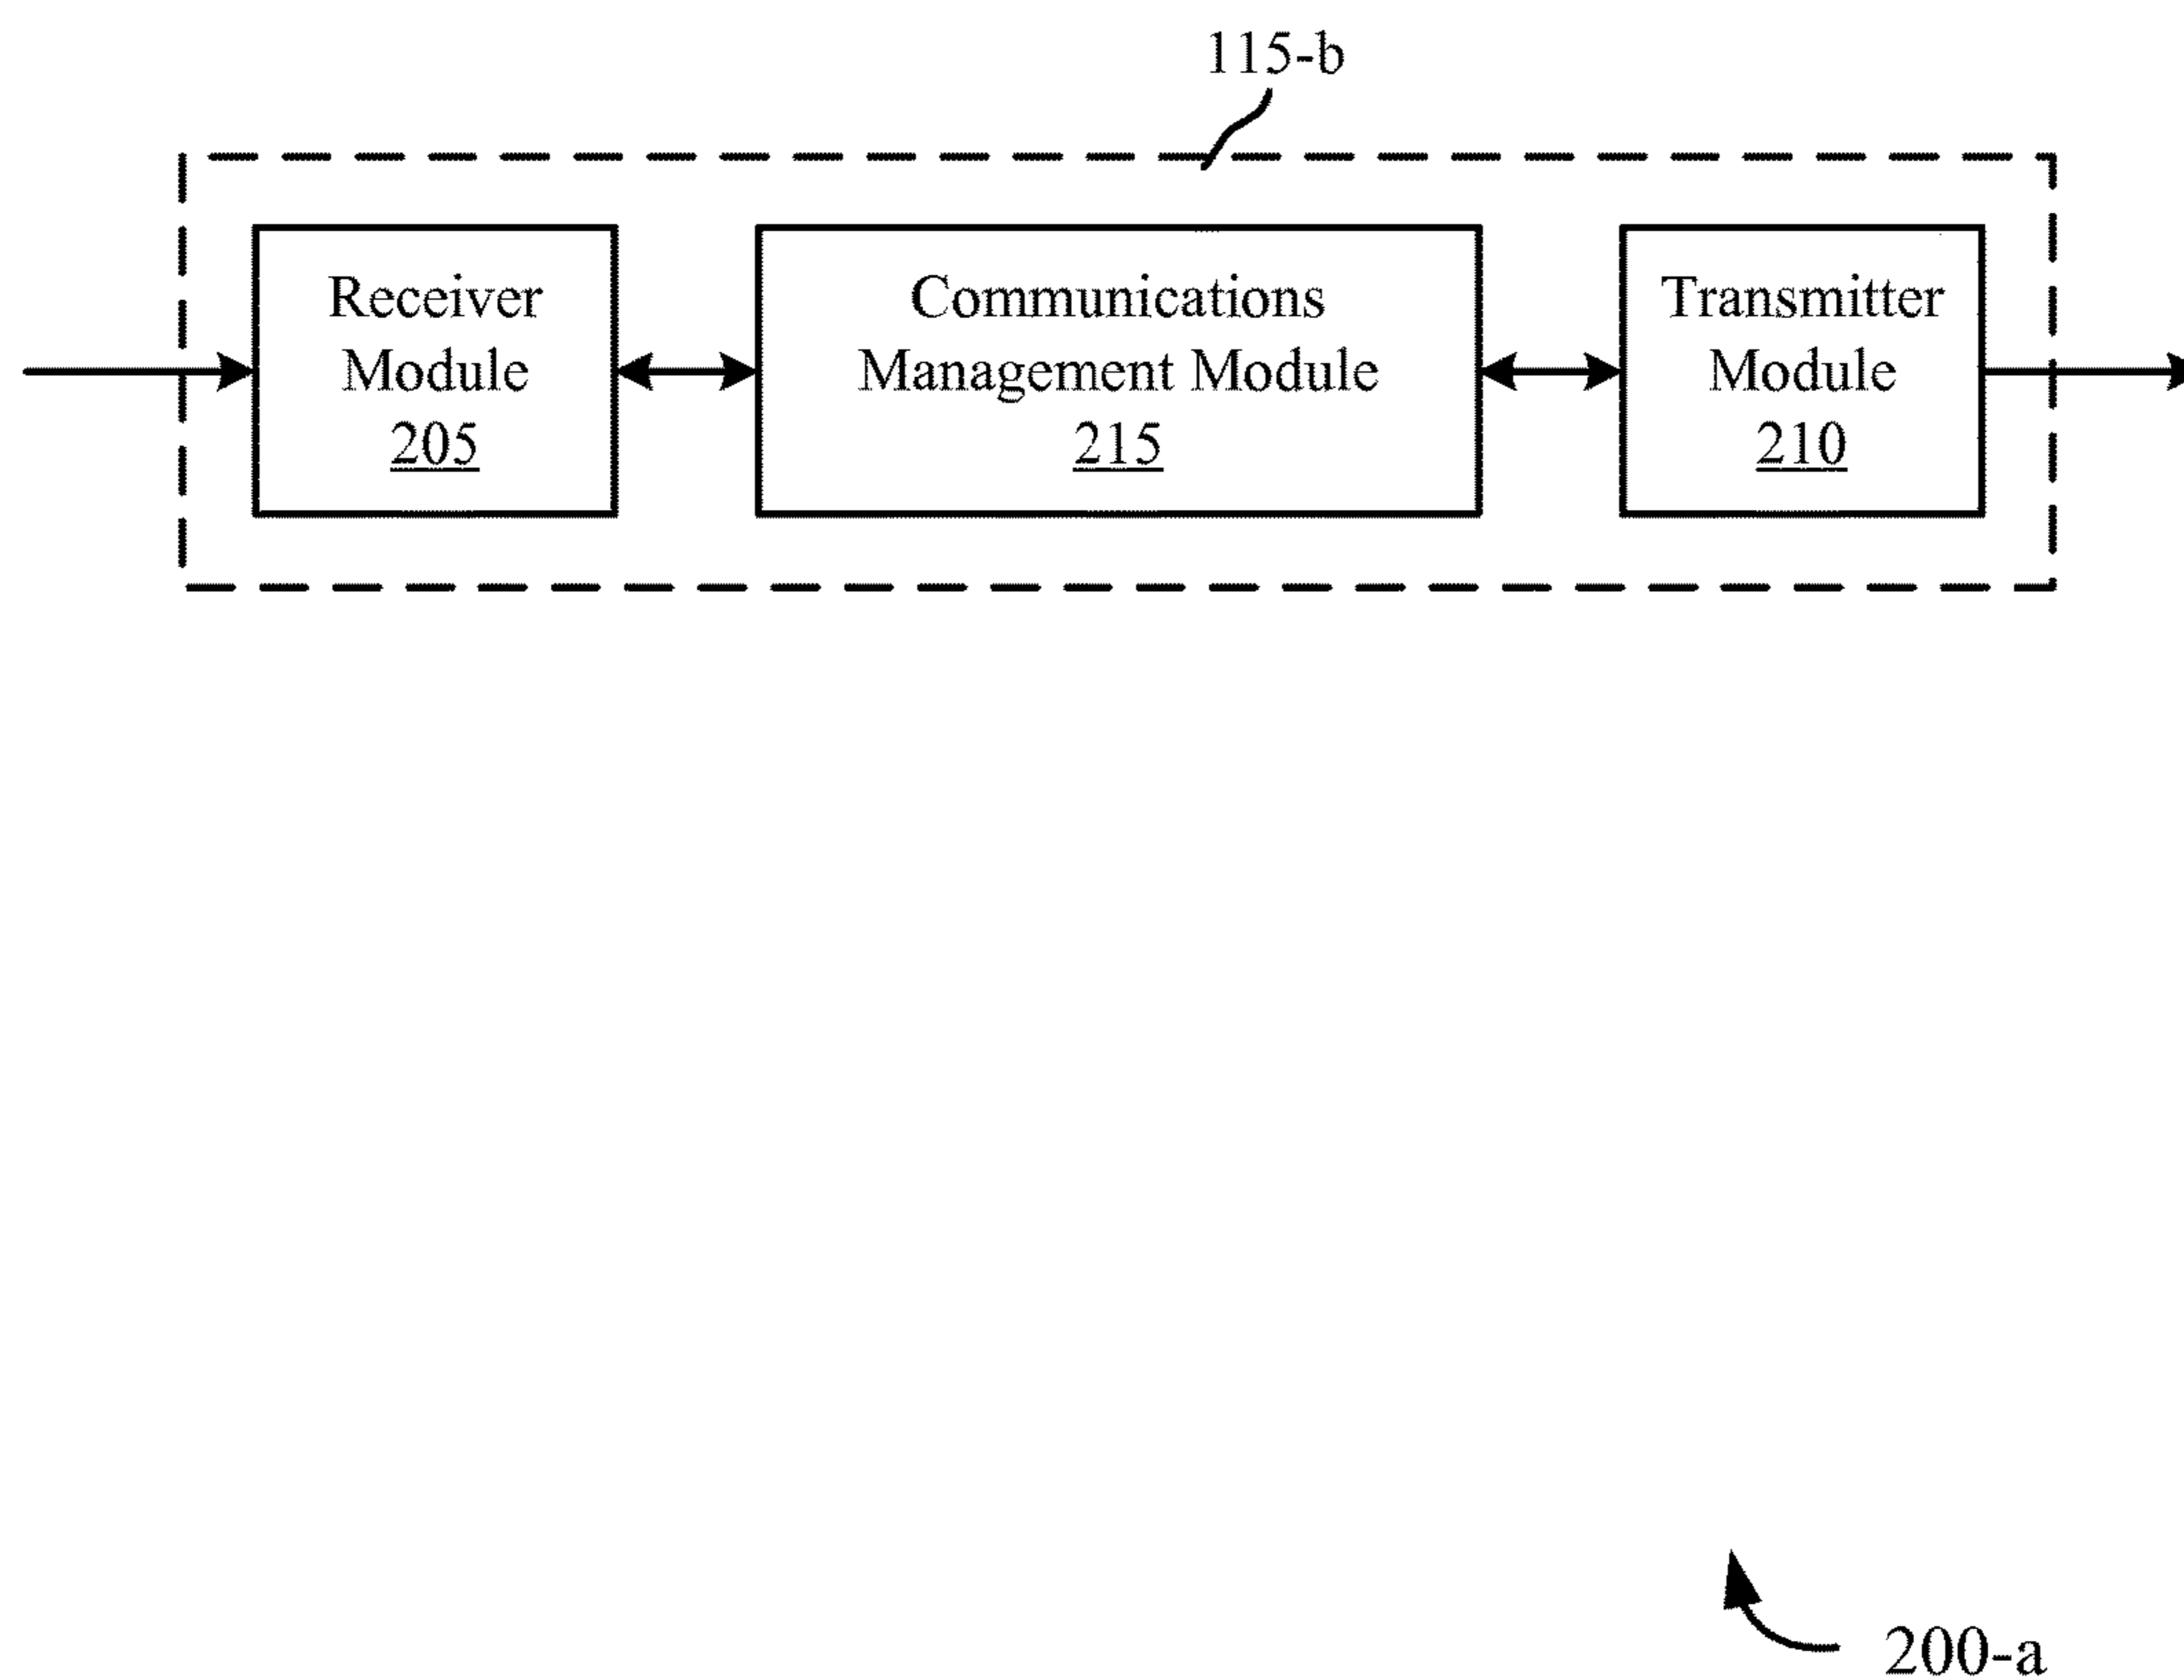 115-b
Receiver
Module
205
Communications
Management Module
215
Transmitter
Module
210
200-a